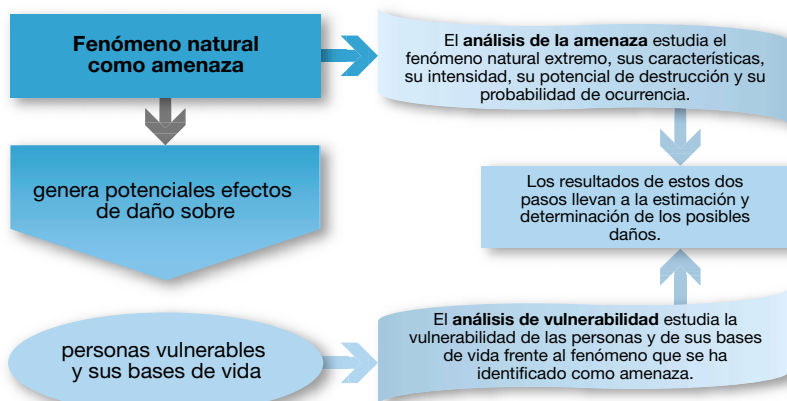 Fenómeno natural
como amenaza
El análisis de la amenaza estudia el
fenómeno natural extremo, sus características,
su intensidad, su potencial de destrucción y su
probabilidad de ocurrencia.
genera potenciales efectos
de daño sobre
Los resultados de estos dos
pasos llevan a la estimación y
determinación de los posibles
daños.
personas vulnerables
y sus bases de vida
El análisis de vulnerabilidad estudia la
vulnerabilidad de las personas y de sus bases
de vida frente al fenómeno que se ha
identificado como amenaza.